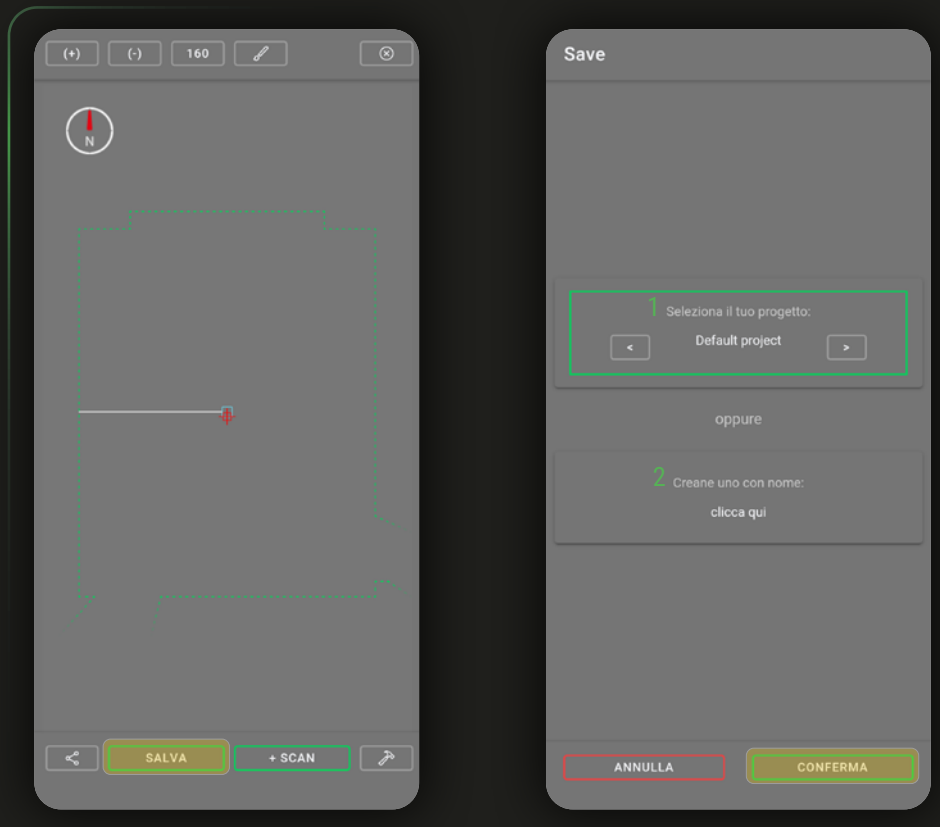 (+) (-) 160
N
SALVA + SCAN
Save
1 Seleziona il tuo progetto:
< Default project >
oppure
2 Creane uno con nome:
clicca qui
ANNULLA CONFERMA